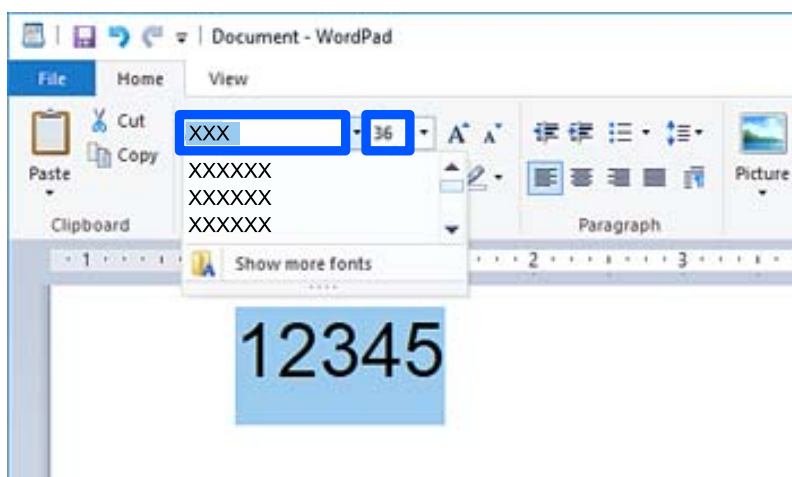 Document - WordPad
File Home View
Cut
XXX 36 A A
Copy
Paste
XXXXXX
Picture
XXXXXX
XXXXXX
Clipboard Paragraph
Show more fonts
1 2 3
12345